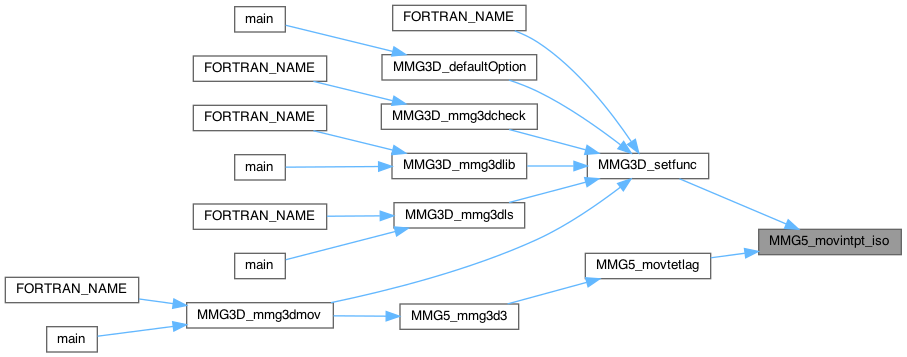 FORTRAN_NAME
main
MMG3D_defaultOption
FORTRAN_NAME
MMG3D_mmg3dcheck
FORTRAN_NAME
MMG3D_mmg3dlib
MMG3D_setfunc
main
MMG3D_mmg3dls
FORTRAN_NAME
MMG5_movintpt_iso
main
MMG5_movtetlag
FORTRAN_NAME
MMG3D_mmg3dmov
MMG5_mmg3d3
main